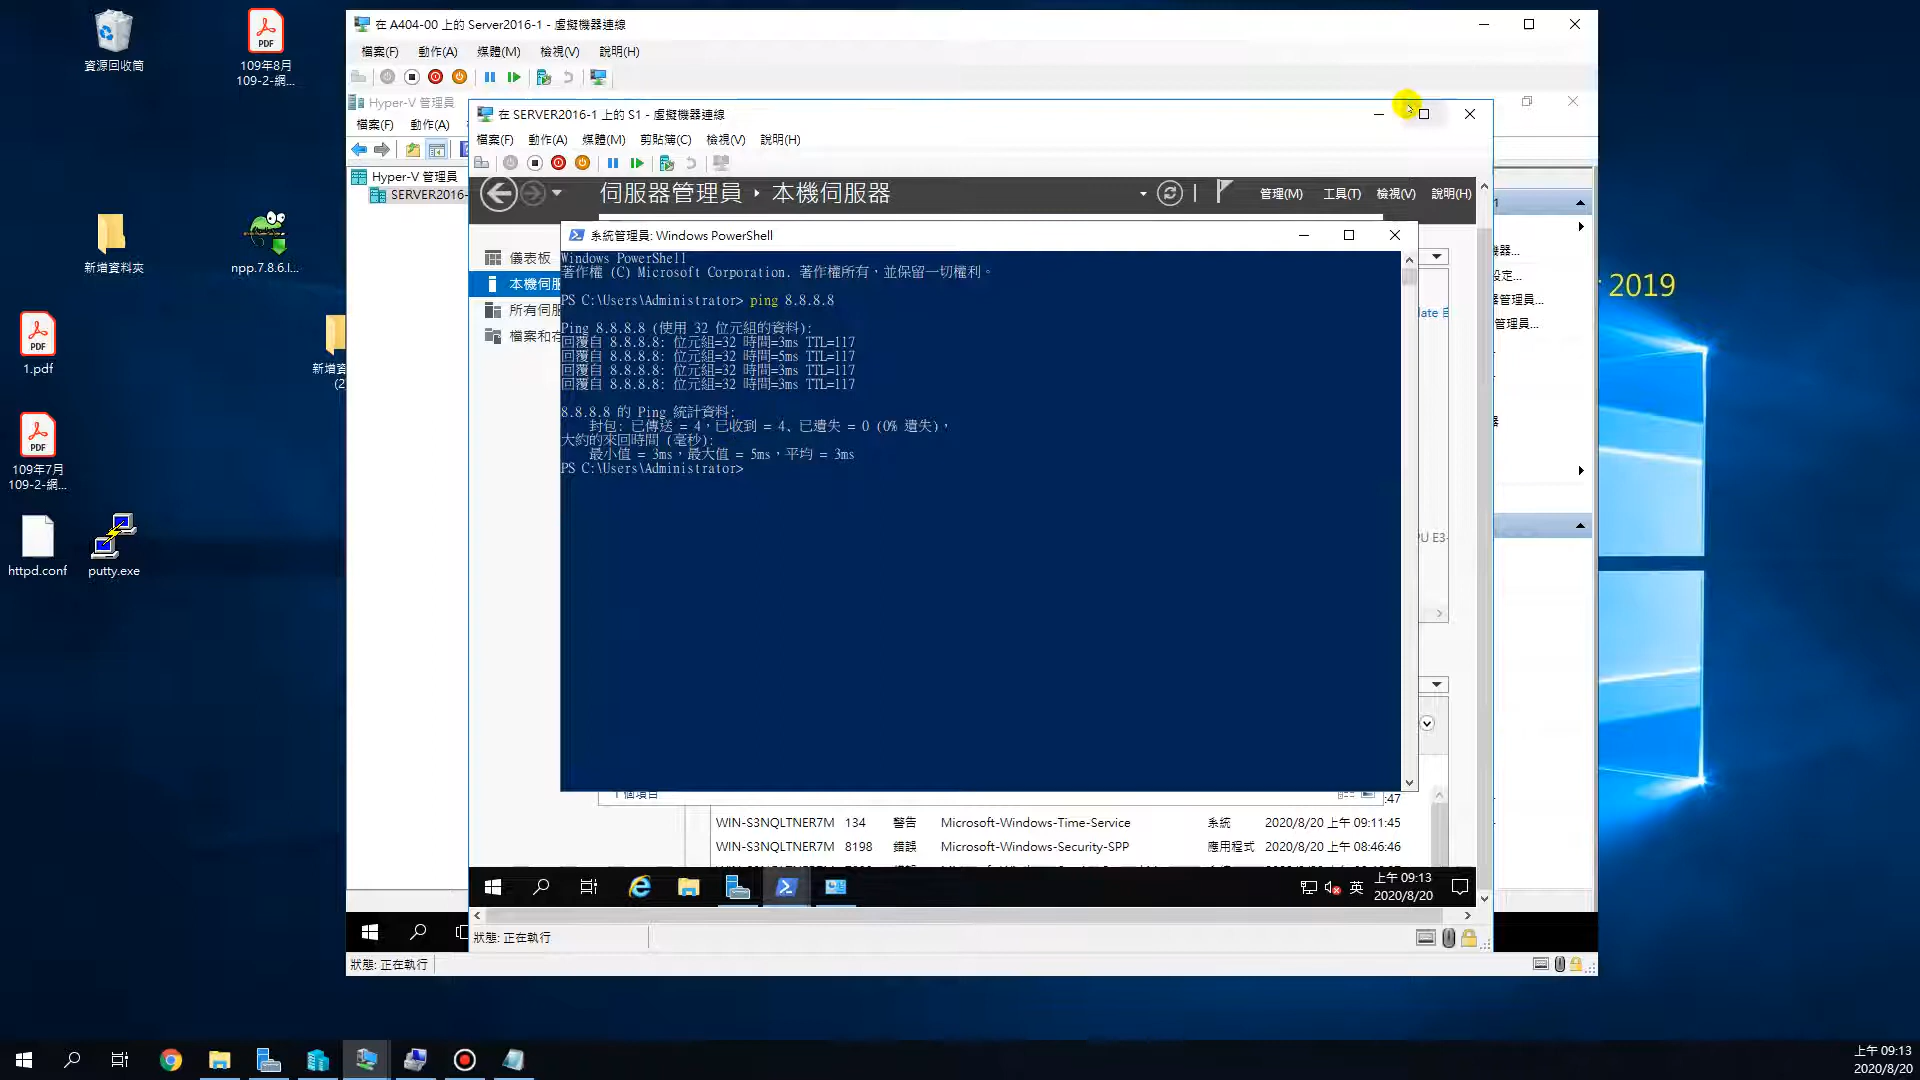 資源回收筒
109年8月
109-2-網...
新增資料夾
npp.7.8.6.I...
1.pdf
109年7月
109-2-網...
httpd.conf
putty.exe
在 A404-00 上的 Server2016-1 - 虛擬機器連線
檔案(F) 動作(A) 媒體(M) 檢視(V) 說明(H)
Hyper-V 管理員
檔案(F) 動作(A)
Hyper-V 管理員
SERVER2016-
在 SERVER2016-1 上的 S1 - 虛擬機器連線
檔案(F) 動作(A) 媒體(M) 剪貼簿(C) 檢視(V) 說明(H)
伺服器管理員 ‣ 本機伺服器
管理(M) 工具(T) 檢視(V) 說明(H)
儀表板
系統管理員: Windows PowerShell
Windows PowerShell
著作權 (C) Microsoft Corporation. 著作權所有，並保留一切權利。
PS C:\Users\Administrator> ping 8.8.8.8
Ping 8.8.8.8 (使用 32 位元組的資料):
回覆自 8.8.8.8: 位元組=32 時間=3ms TTL=117
回覆自 8.8.8.8: 位元組=32 時間=5ms TTL=117
回覆自 8.8.8.8: 位元組=32 時間=3ms TTL=117
回覆自 8.8.8.8: 位元組=32 時間=3ms TTL=117
8.8.8.8 的 Ping 統計資料:
封包: 已傳送 = 4，已收到 = 4, 已遺失 = 0 (0% 遺失)，
大約的來回時間 (毫秒):
最小值 = 3ms，最大值 = 5ms，平均 = 3ms
PS C:\Users\Administrator>
2019
設定...
管理員...
管理員...
WIN-S3NQLTNER7M 134 警告 Microsoft-Windows-Time-Service 系統 2020/8/20 上午 09:11:45
WIN-S3NQLTNER7M 8198 錯誤 Microsoft-Windows-Security-SPP 應用程式 2020/8/20 上午 08:46:46
英
上午 09:13
2020/8/20
狀態: 正在執行
狀態: 正在執行
上午 09:13
2020/8/20